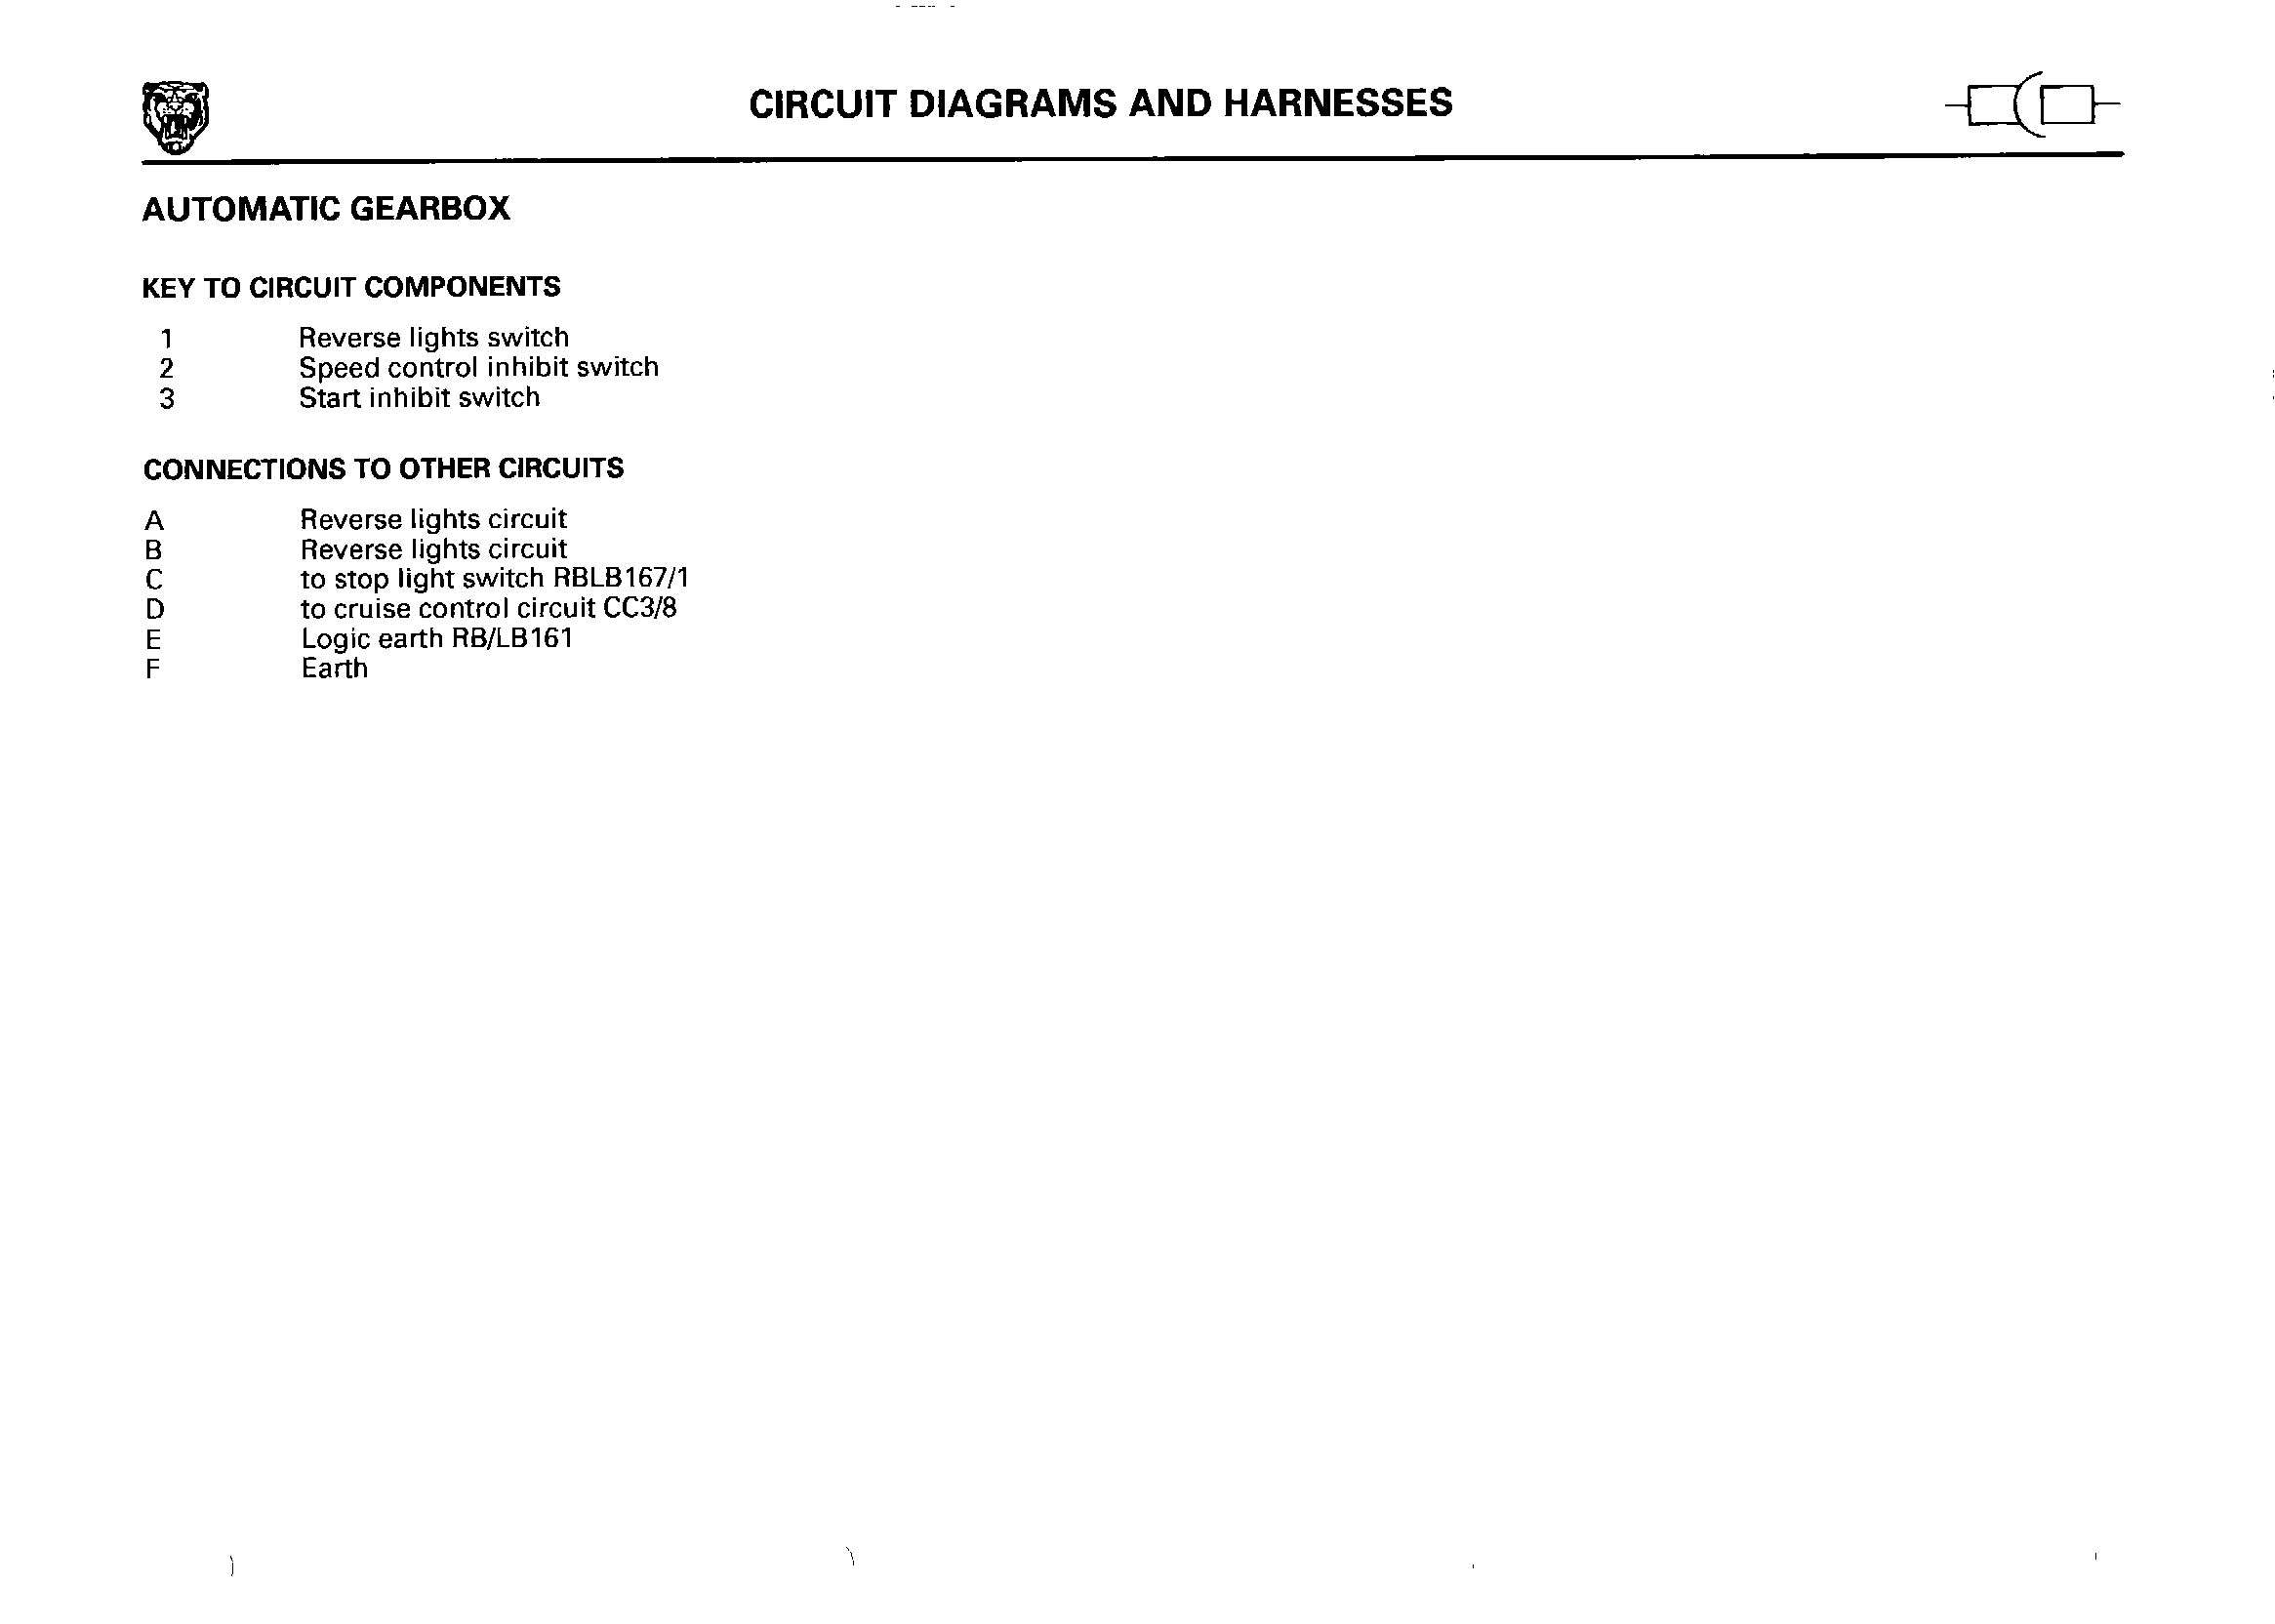 CIRCUIT DIAGRAMS AND HARNESSES
AUTOMATIC GEARBOX
KEY TO CIRCUIT COMPONENTS
1 Reverse lights switch
2 Speed control inhibit switch
3 Start inhibit switch
CONNECTIONS TO OTHER CIRCUITS
A Reverse lights circuit
B Reverse lights circuit
C to stop light switch RBLB167/1
D to cruise control circuit CC3/8
E Logic earth RB/LB161
F Earth